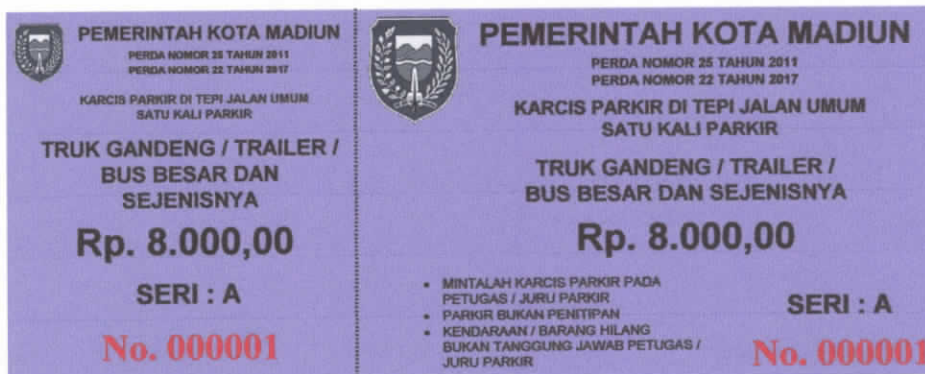 PEMERINTAH KOTA MADIUN
PERDA NOMOR 25 TAHUN 2011
PERDA NOMOR 22 TAHUN 2017
KARCIS PARKIR DI TEPI JALAN UMUM
SATU KALI PARKIR
TRUK GANDENG / TRAILER /
BUS BESAR DAN
SEJENISNYA
Rp. 8.000,00
SERI : A
No. 000001
PEMERINTAH KOTA MADIUN
PERDA NOMOR 25 TAHUN 2011
PERDA NOMOR 22 TAHUN 2017
KARCIS PARKIR DI TEPI JALAN UMUM
SATU KALI PARKIR
TRUK GANDENG / TRAILER /
BUS BESAR DAN SEJENISNYA
Rp. 8.000,00
• MINTALAH KARCIS PARKIR PADA
PETUGAS / JURU PARKIR
• PARKIR BUKAN PENITIPAN
• KENDARAAN / BARANG HILANG
BUKAN TANGGUNG JAWAB PETUGAS /
JURU PARKIR
SERI : A
No. 000001